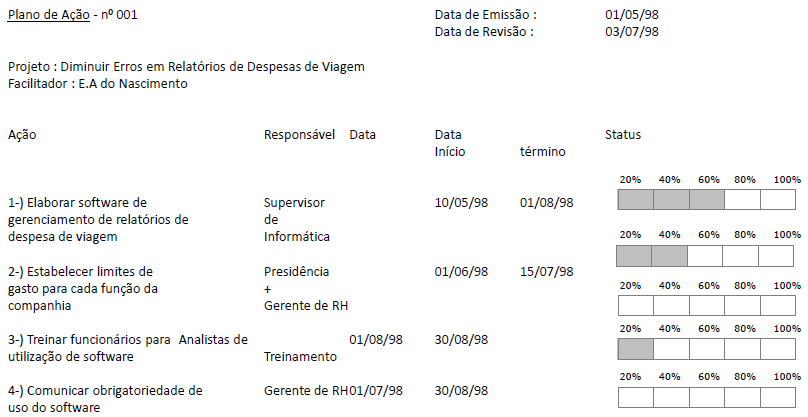 Plano de Ação - nº 001 Data de Emissão : 01/05/98
Data de Revisão : 03/07/98
Projeto : Diminuir Erros em Relatórios de Despesas de Viagem
Facilitador : E.A do Nascimento
Ação Responsável Data Data Status
Início término
20% 40% 60% 80% 100%
1-) Elaborar software de Supervisor 10/05/98 01/08/98
gerenciamento de relatórios de de
despesa de viagem Informática
20% 40% 60% 80% 100%
2-) Estabelecer limites de Presidência 01/06/98 15/07/98
gasto para cada função da +
20% 40% 60% 80% 100%
companhia Gerente de RH
20% 40% 60% 80% 100%
3-) Treinar funcionários para Analistas de 01/08/98 30/08/98
utilização de software Treinamento
20% 40% 60% 80% 100%
4-) Comunicar obrigatoriedade de Gerente de RH01/07/98 30/08/98
uso do software